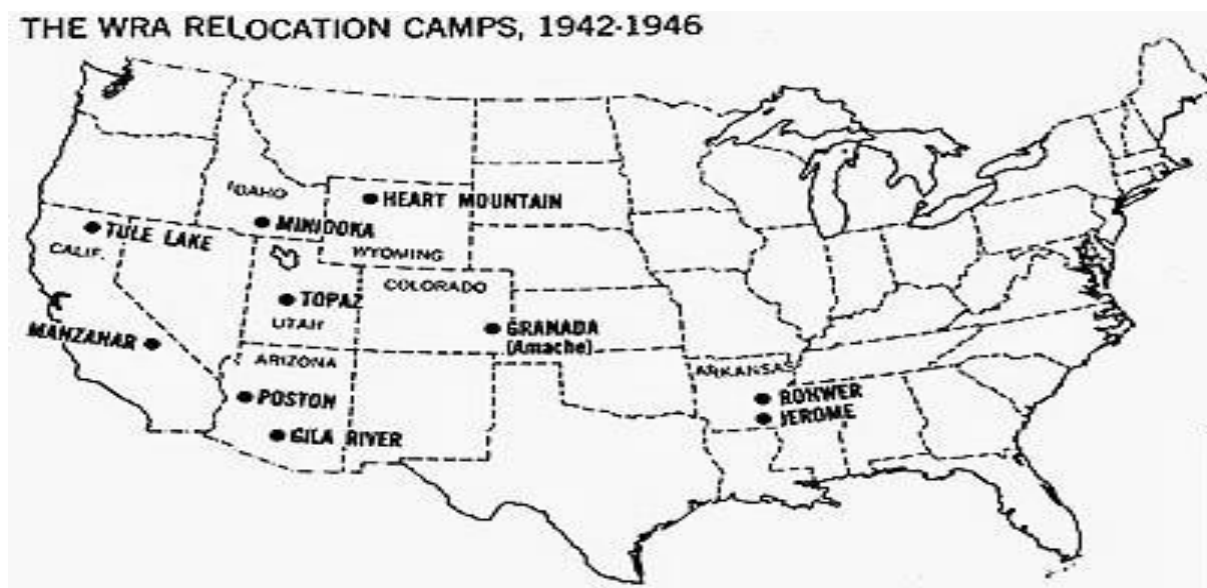 THE WRA RELOCATION CAMPS, 1942-1946
IDAHO
HEART MOUNTAIN
MINIDOKA
TULE LAKE
CALIF.
WYOMING
COLORADO
TOPAZ
UTAH
GRANADA
(Amache)
MANZANAR
ARIZONA
ARKANSAS
POSTON
ROHWER
JEROME
GILA RIVER